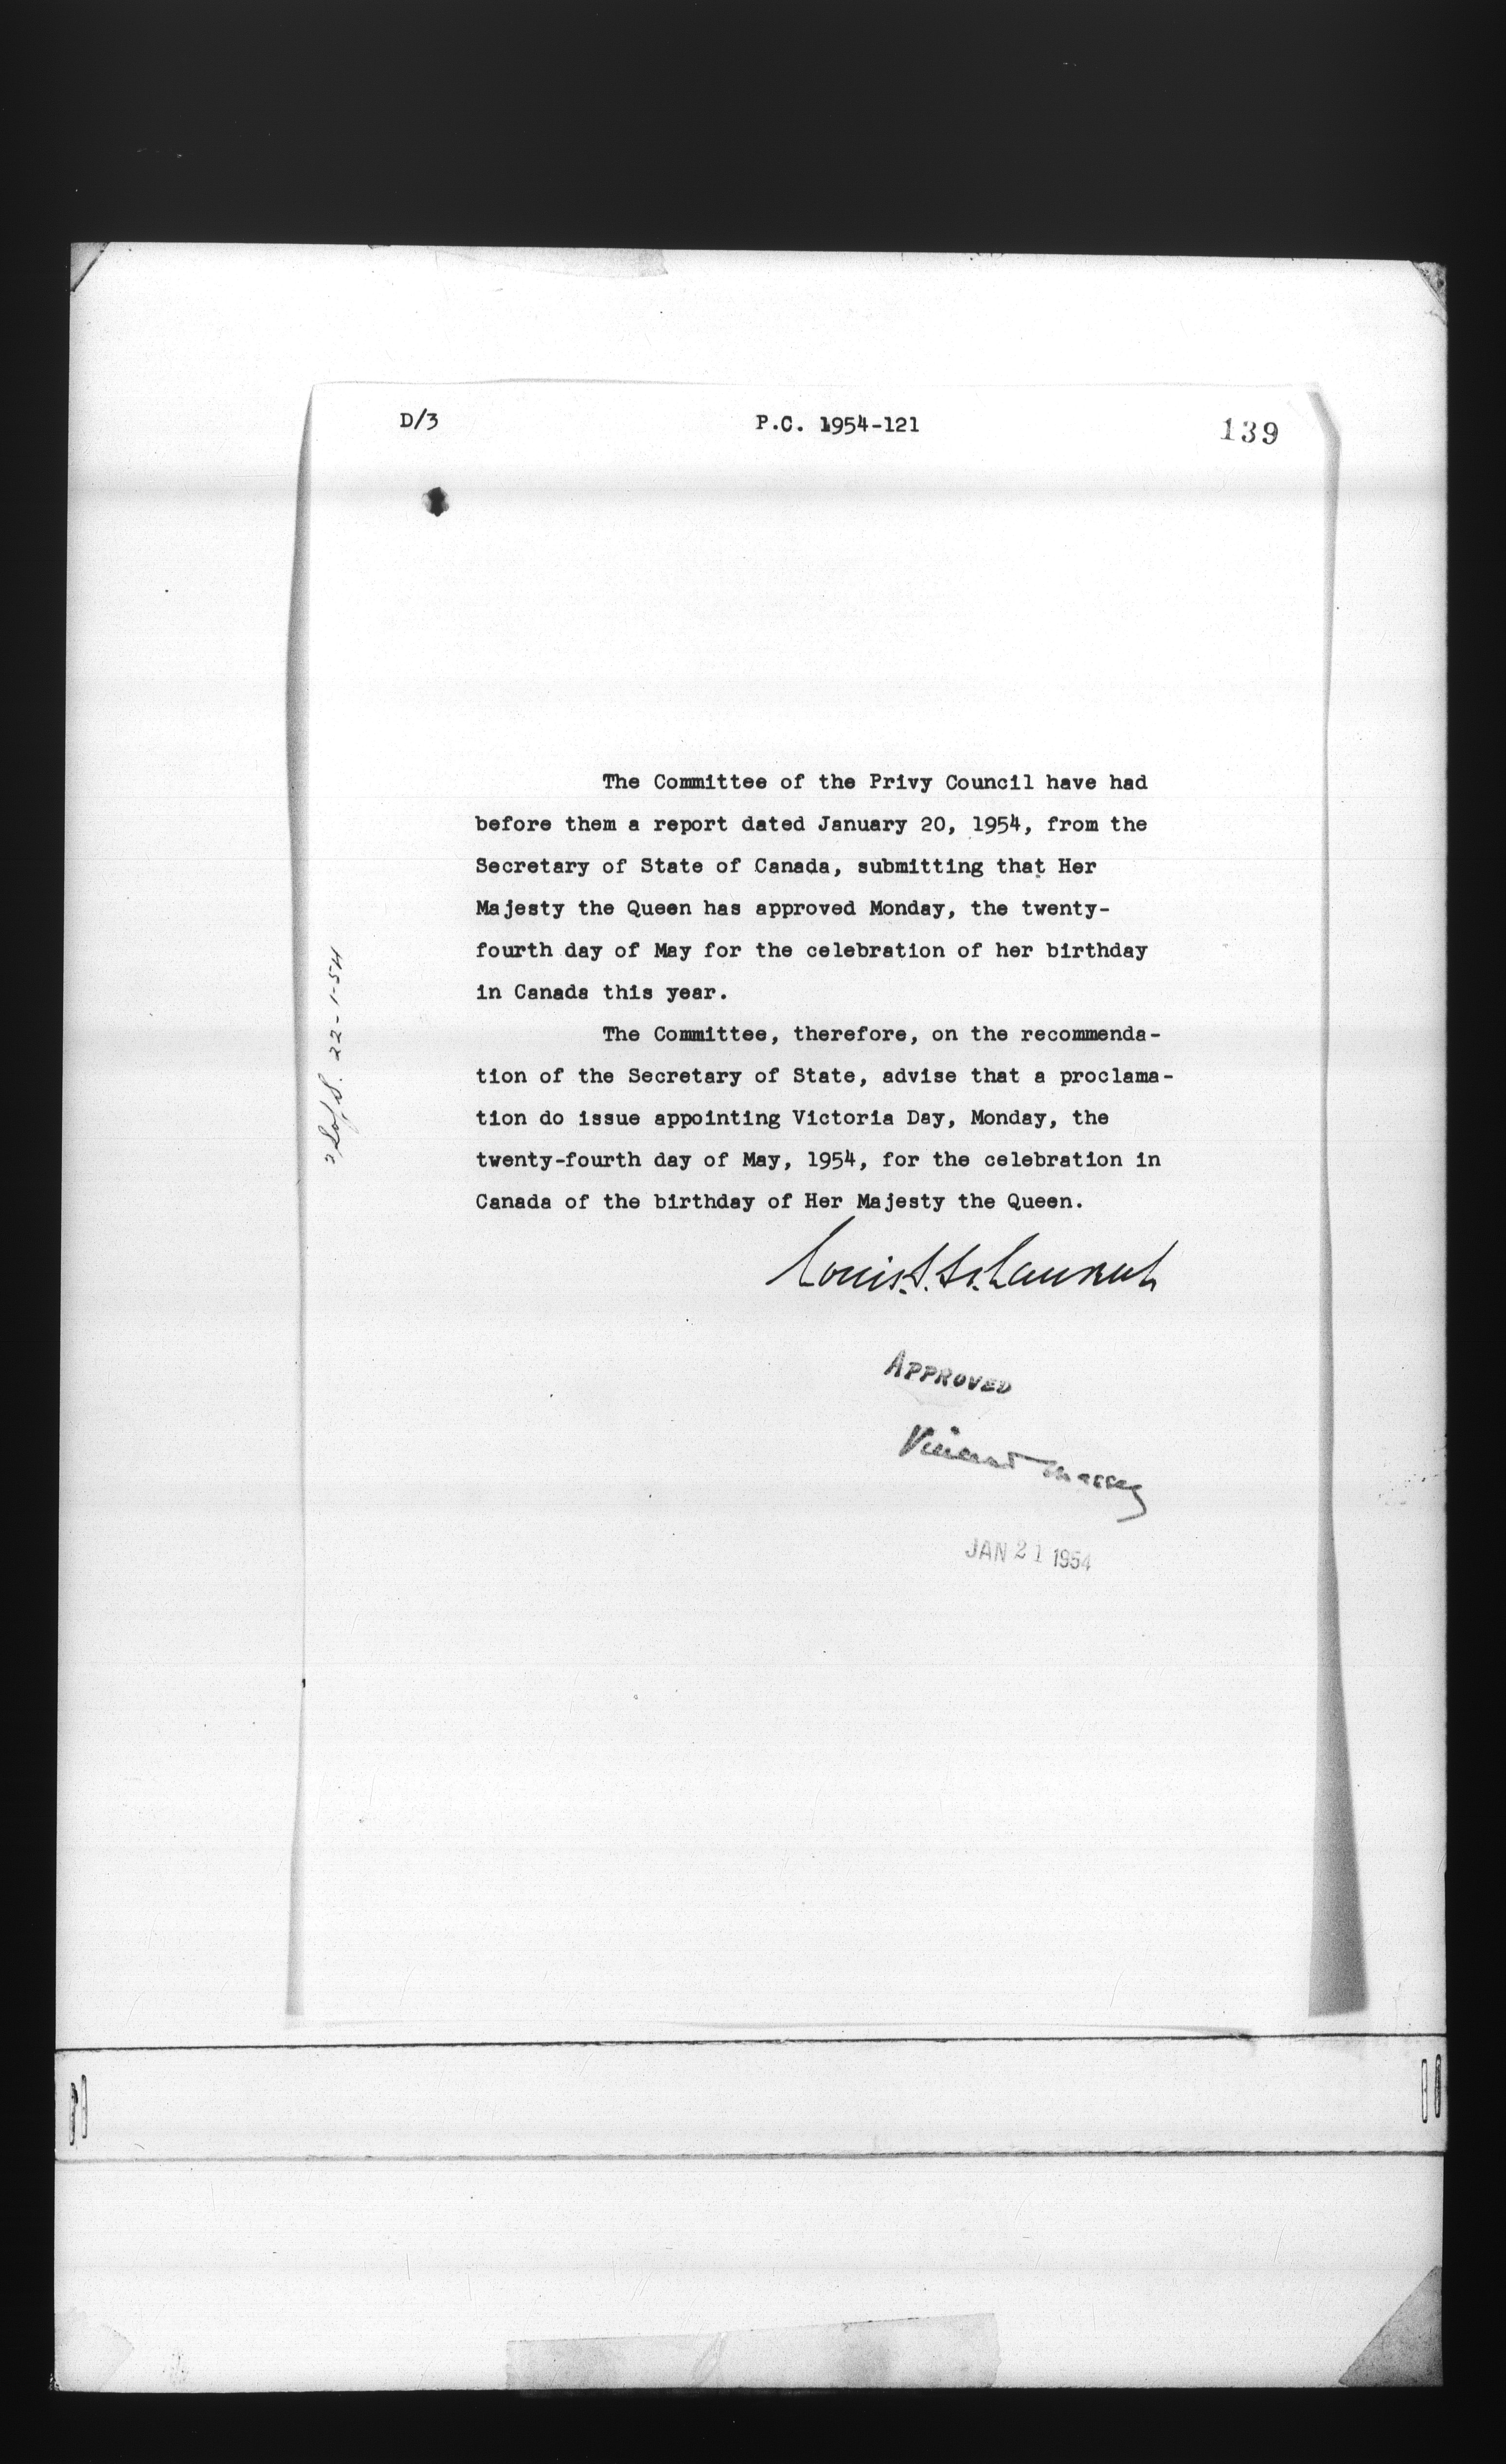 D/3 P.C. 1954-121 139
The Committee of the Privy Council have had
before them a report dated January 20, 1954, from the
Secretary of State of Canada, submitting that Her
Majesty the Queen has approved Monday, the twenty-
fourth day of May for the celebration of her birthday
in Canada this year.
The Committee, therefore, on the recommenda-
tion of the Secretary of State, advise that a proclama-
tion do issue appointing Victoria Day, Monday, the
twenty-fourth day of May, 1954, for the celebration in
Canada of the birthday of Her Majesty the Queen.
Louis S. St. Laurent
APPROVED
Vincent Massey
JAN 21 1954
22-1-54